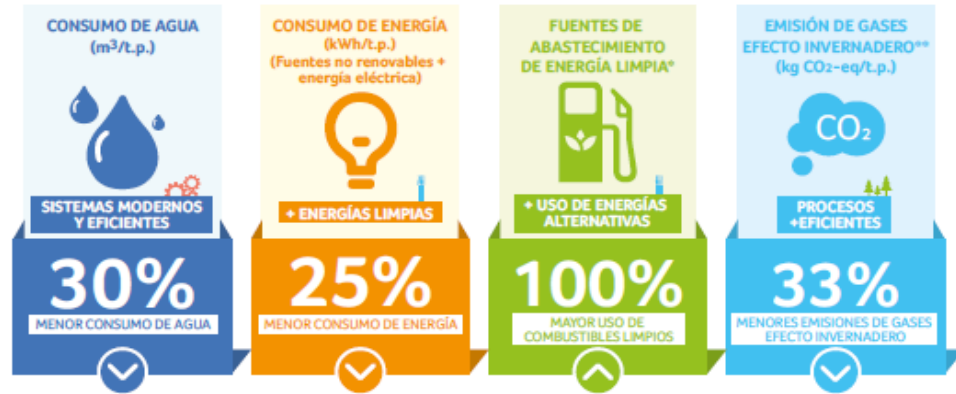 CONSUMO DE AGUA
(m³/t.p.)
SISTEMAS MODERNOS
Y EFICIENTES
30%
MENOR CONSUMO DE AGUA
CONSUMO DE ENERGÍA
(kWh/t.p.)
(Fuentes no renovables +
energía eléctrica)
+ ENERGÍAS LIMPIAS
25%
MENOR CONSUMO DE ENERGÍA
FUENTES DE
ABASTECIMIENTO
DE ENERGÍA LIMPIA*
+ USO DE ENERGÍAS
ALTERNATIVAS
100%
MAYOR USO DE
COMBUSTIBLES LIMPIOS
EMISIÓN DE GASES
EFECTO INVERNADERO**
(kg CO₂-eq/t.p.)
CO₂
PROCESOS
+EFICIENTES
33%
MENORES EMISIONES DE GASES
EFECTO INVERNADERO